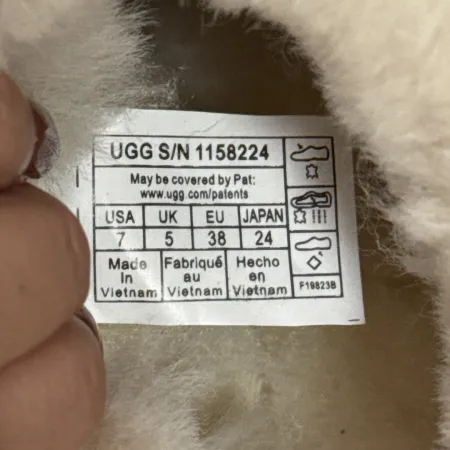 UGG S/N 1158224
May be covered by Pat:
www.ugg.com/patents
USA UK EU JAPAN
7 5 38 24
Made in Vietnam
Fabriqué au Vietnam
Hecho en Vietnam
F19823B